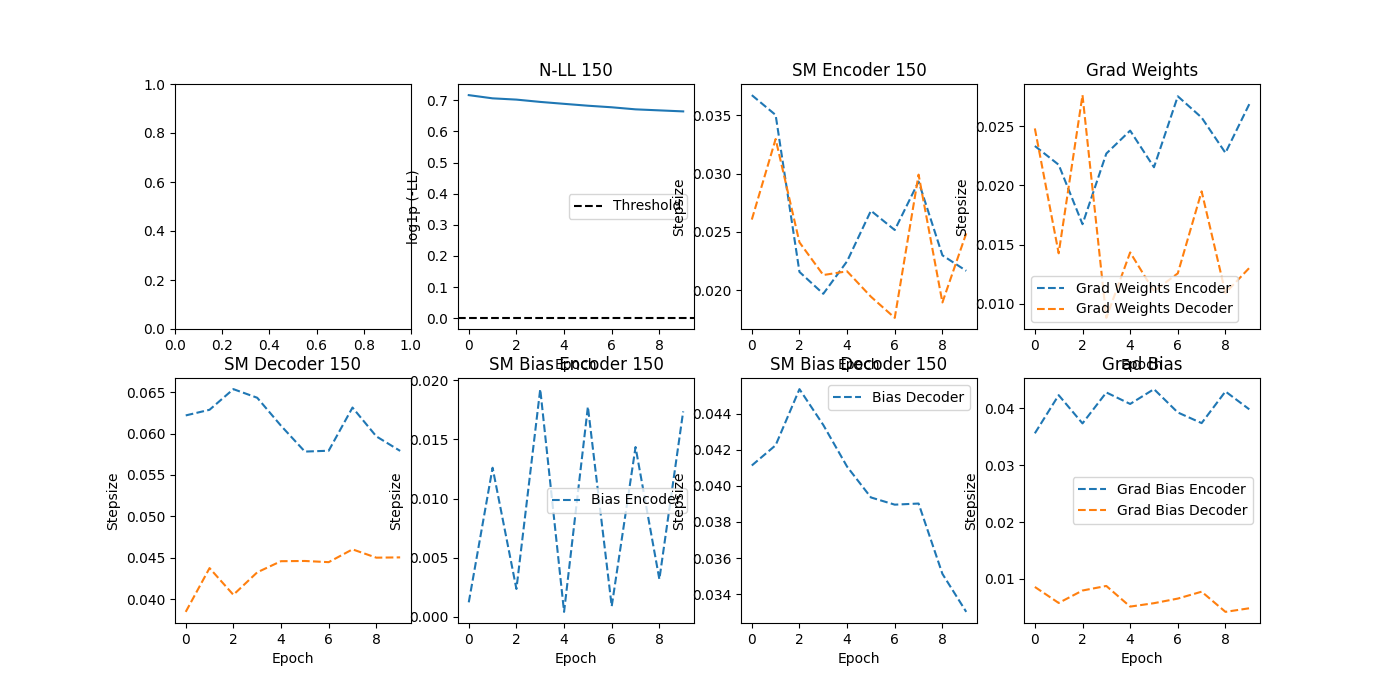 N-LL 150
SM Encoder 150
Grad Weights
1.0
0.8
0.6
0.4
0.2
0.0
0.0 0.2 0.4 0.6 0.8 1.0
log1p (-LL)
0.7
0.6
0.5
0.4
0.3
0.2
0.1
0.0
Threshold
0 2 4 6 8
Epoch
Stepsize
0.035
0.030
0.025
0.020
0 2 4 6 8
Epoch
Stepsize
0.025
0.020
0.015
0.010
Grad Weights Encoder
Grad Weights Decoder
0 2 4 6 8
Epoch
SM Decoder 150
SM Bias Encoder 150
SM Bias Decoder 150
Grad Bias
Stepsize
0.065
0.060
0.055
0.050
0.045
0.040
0 2 4 6 8
Epoch
Stepsize
0.020
0.015
0.010
0.005
0.000
Bias Encoder
0 2 4 6 8
Epoch
Stepsize
0.044
0.042
0.040
0.038
0.036
0.034
Bias Decoder
0 2 4 6 8
Epoch
Stepsize
0.04
0.03
0.02
0.01
Grad Bias Encoder
Grad Bias Decoder
0 2 4 6 8
Epoch